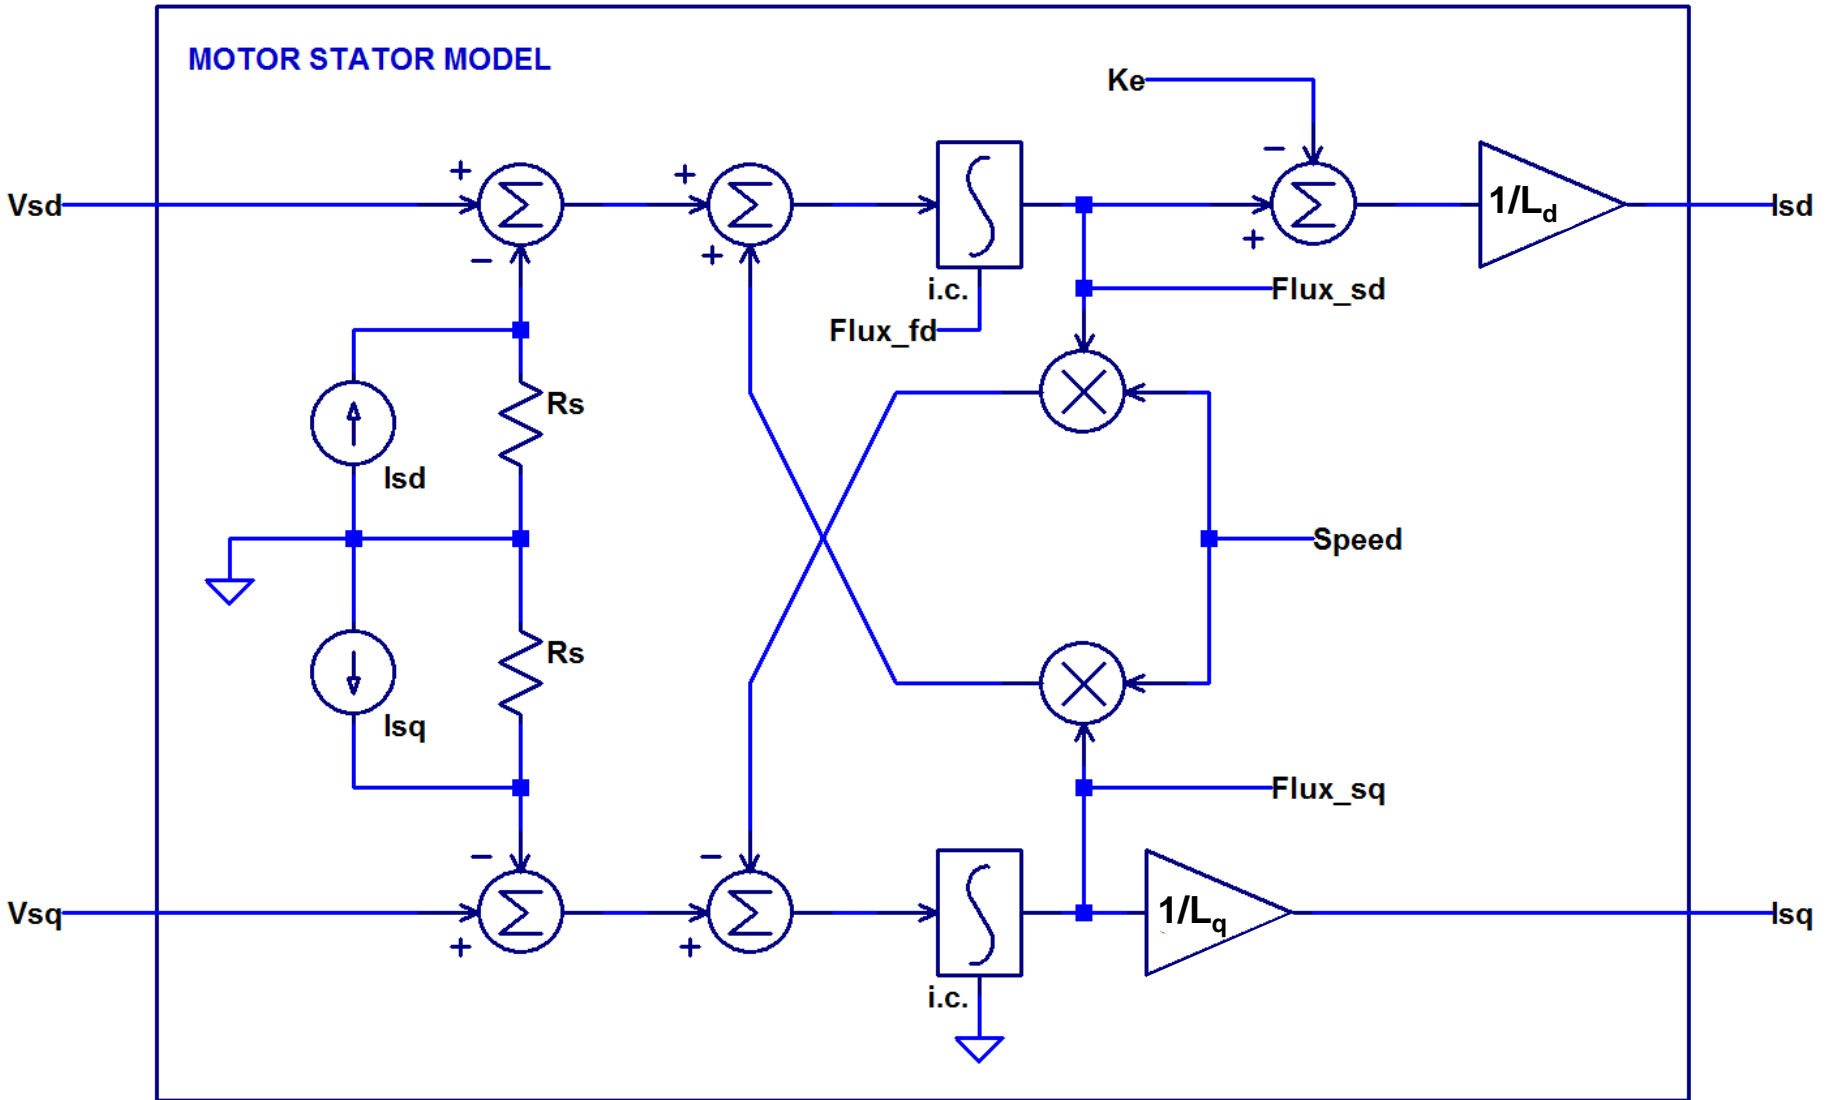 MOTOR STATOR MODEL
Ke
+
+
−
Vsd
Σ
Σ
∫
Σ
1/Ld
Isd
−
+
+
i.c.
Flux_sd
Flux_fd
Rs
×
Isd
Speed
Rs
×
Isq
Flux_sq
−
−
Vsq
Σ
Σ
∫
1/Lq
Isq
+
+
i.c.